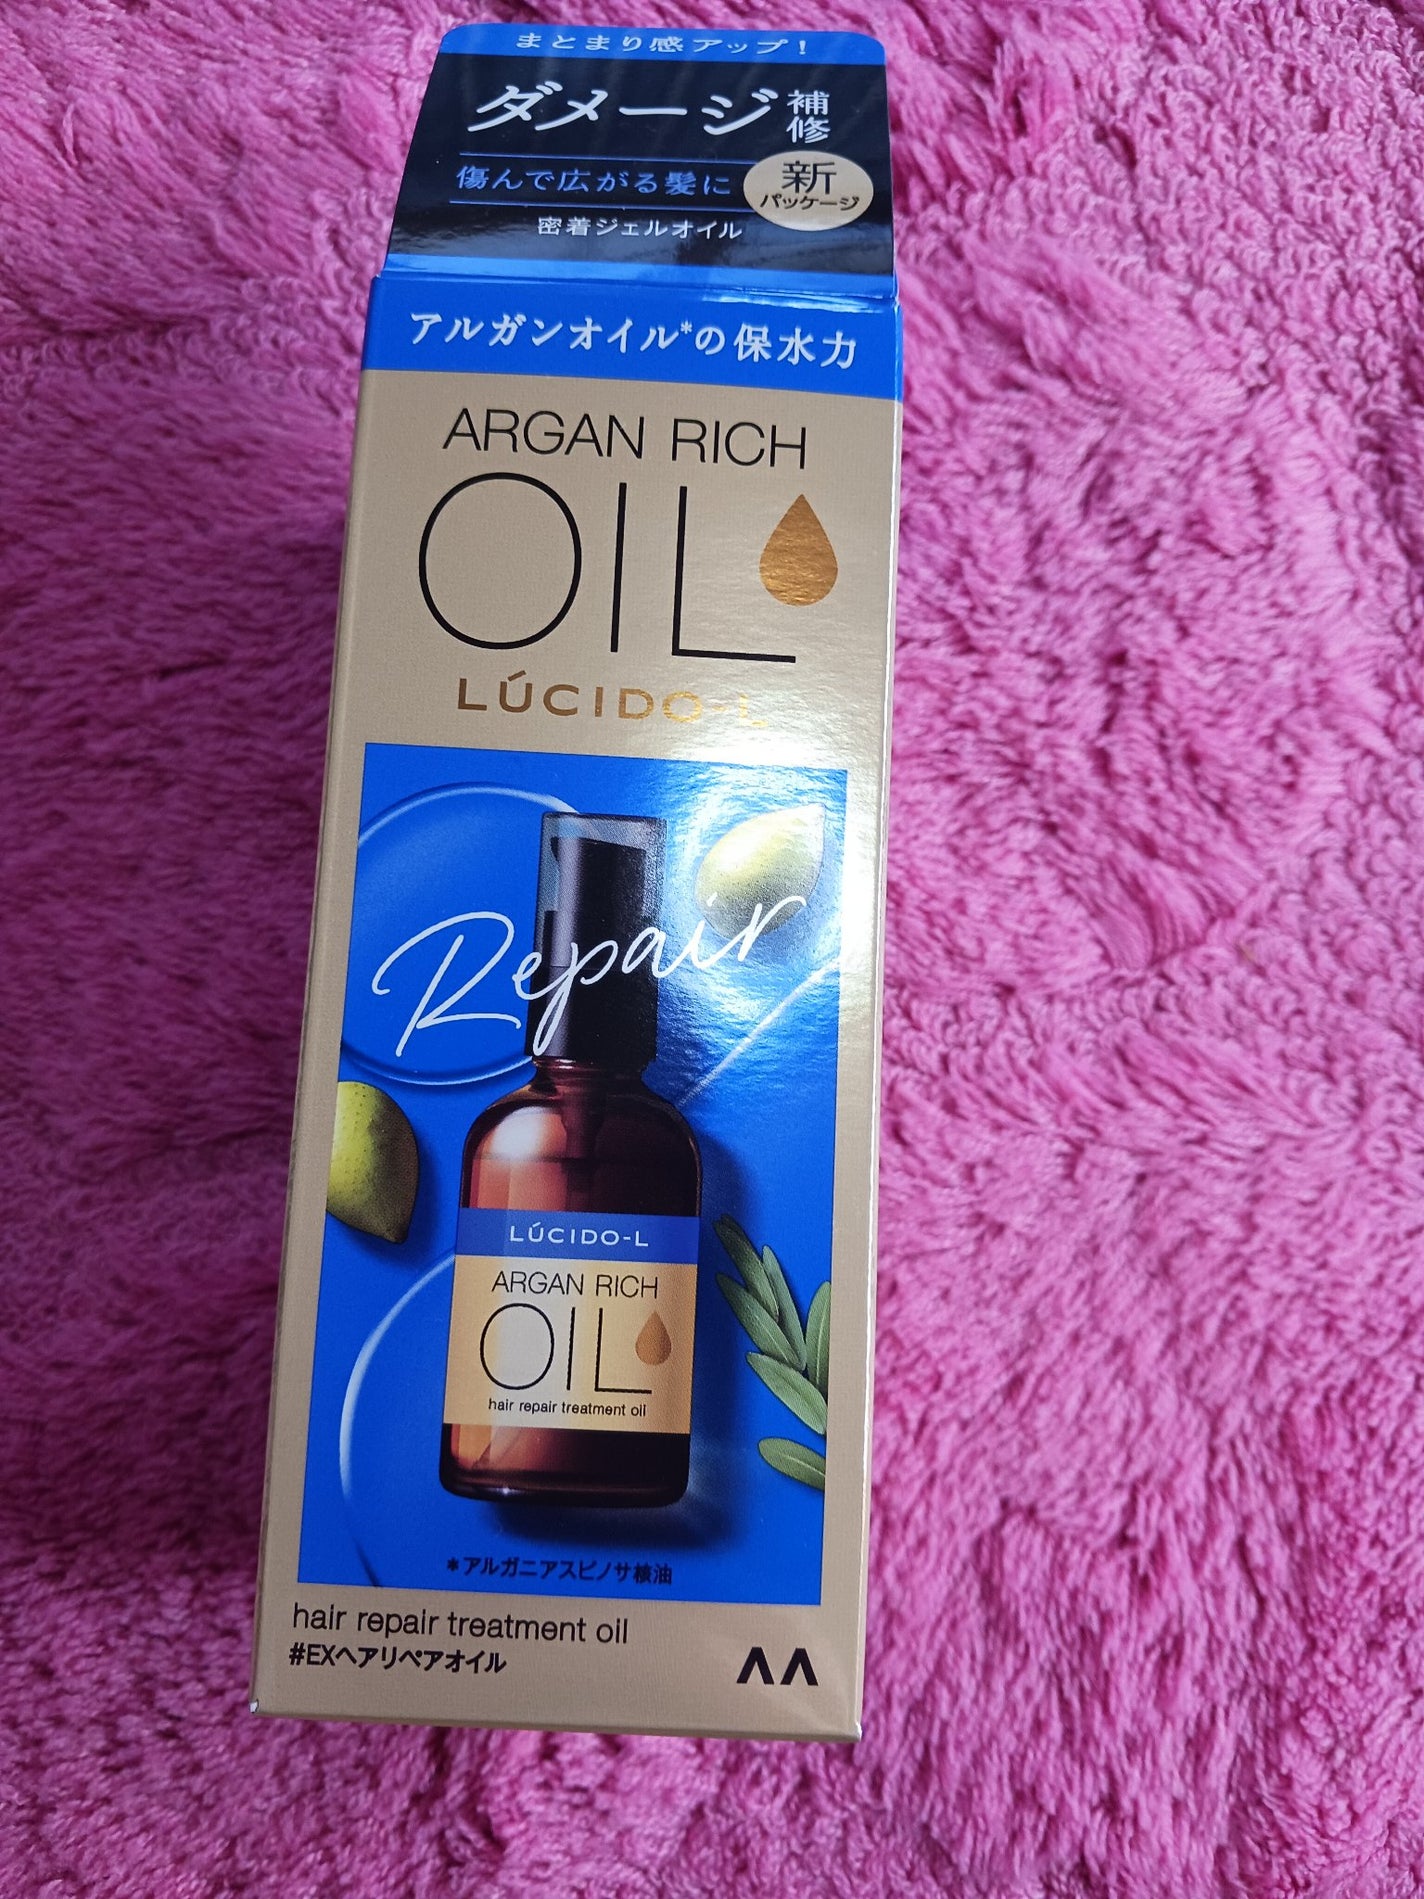 まとまり感アップ!
ダメージ補修
傷んで広がる髪に
新パッケージ
密着ジェルオイル
アルガンオイル*の保水力
ARGAN RICH
OIL
LÚCIDO-L
Repair
LÚCIDO-L
ARGAN RICH
OIL
hair repair treatment oil
*アルガニアスピノサ核油
hair repair treatment oil
#EXヘアリペアオイル